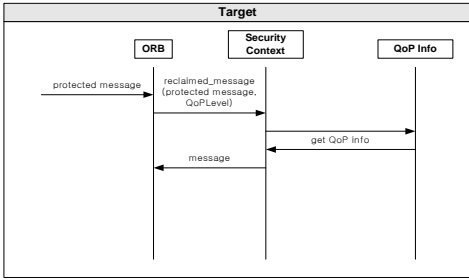 Target
ORB
Security
Context
QoP Info
protected message
reclaimed_message
(protected message,
QoPLevel)
get QoP info
message